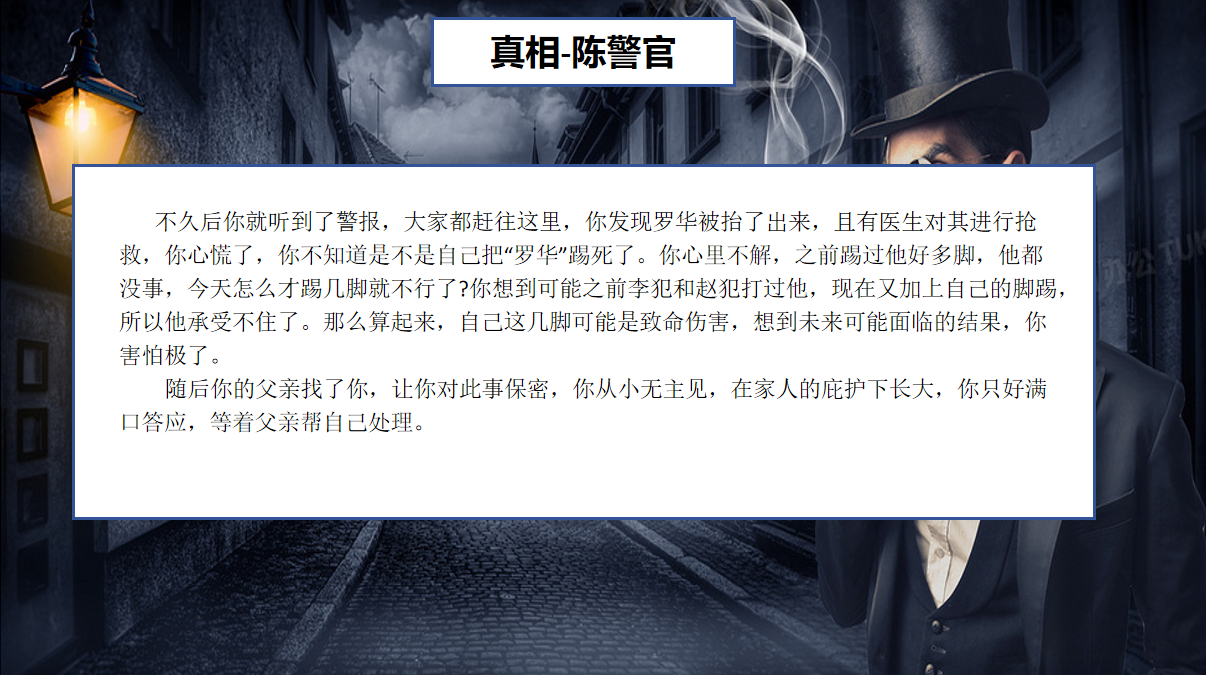 真相-陈警官
不久后你就听到了警报，大家都赶往这里，你发现罗华被抬了出来，且有医生对其进行抢
救，你心慌了，你不知道是不是自己把“罗华”踢死了。你心里不解，之前踢过他好多脚，他都
没事，今天怎么才踢几脚就不行了?你想到可能之前李犯和赵犯打过他，现在又加上自己的脚踢，
所以他承受不住了。那么算起来，自己这几脚可能是致命伤害，想到未来可能面临的结果，你
害怕极了。
随后你的父亲找了你，让你对此事保密，你从小无主见，在家人的庇护下长大，你只好满
口答应，等着父亲帮自己处理。